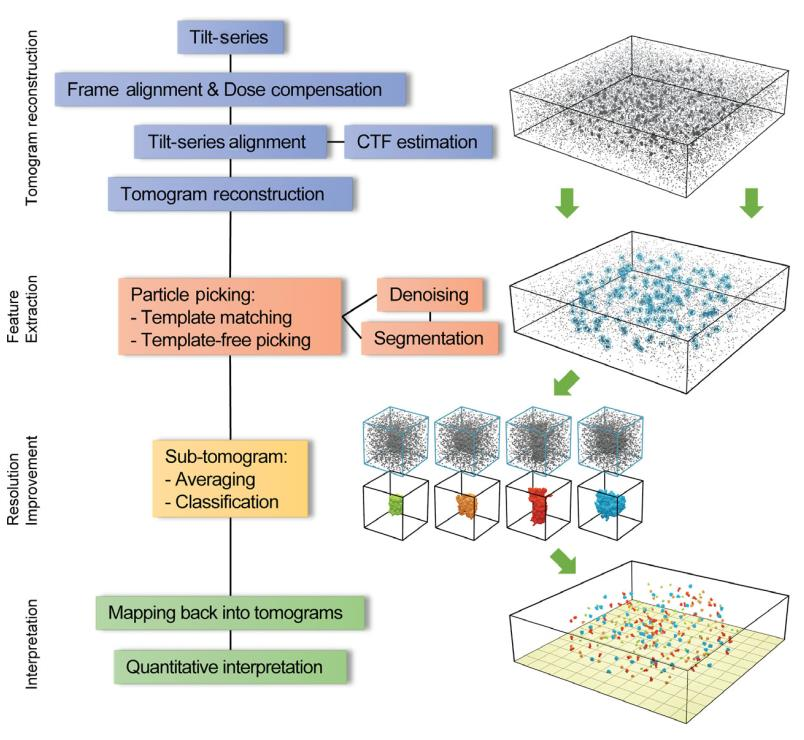 Tomogram reconstruction
Tilt-series
Frame alignment & Dose compensation
Tilt-series alignment
CTF estimation
Tomogram reconstruction
Feature
Extraction
Particle picking:
- Template matching
- Template-free picking
Denoising
Segmentation
Resolution
Improvement
Sub-tomogram:
- Averaging
- Classification
Interpretation
Mapping back into tomograms
Quantitative interpretation